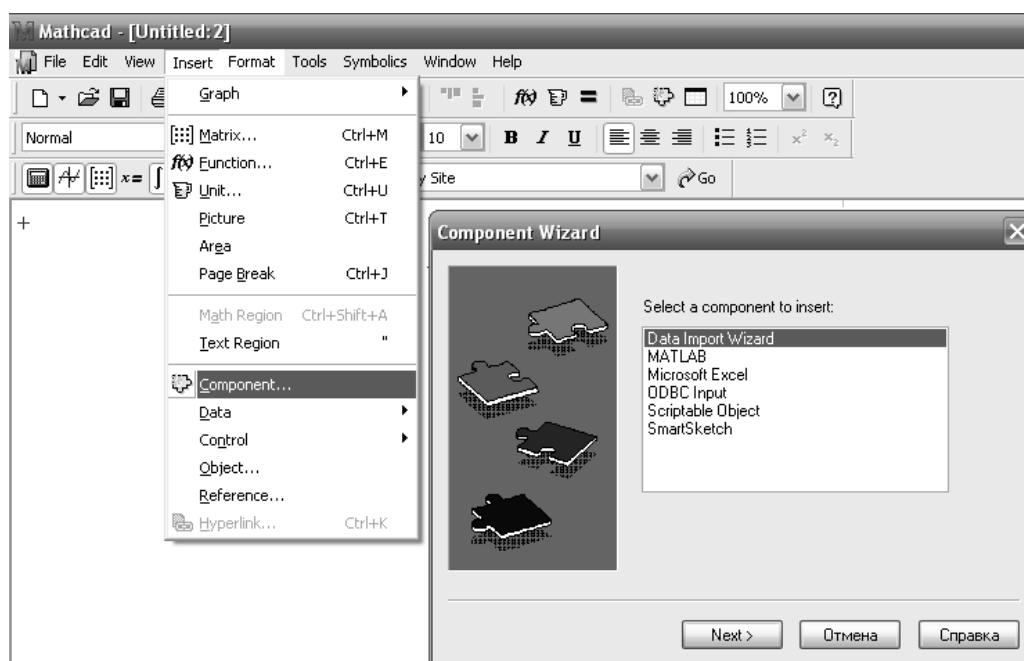 Mathcad - [Untitled:2]
File Edit View Insert Format Tools Symbolics Window Help
f(x) 100%
Normal 10 B I U x² ×₂
x= ∫ y Site Go
Graph
Matrix... Ctrl+M
f(x) Function... Ctrl+E
Unit... Ctrl+U
Picture Ctrl+T
Area
Page Break Ctrl+J
Math Region Ctrl+Shift+A
Text Region "
Component...
Data
Control
Object...
Reference...
Hyperlink... Ctrl+K
Component Wizard
Select a component to insert:
Data Import Wizard
MATLAB
Microsoft Excel
ODBC Input
Scriptable Object
SmartSketch
Next > Отмена Справка